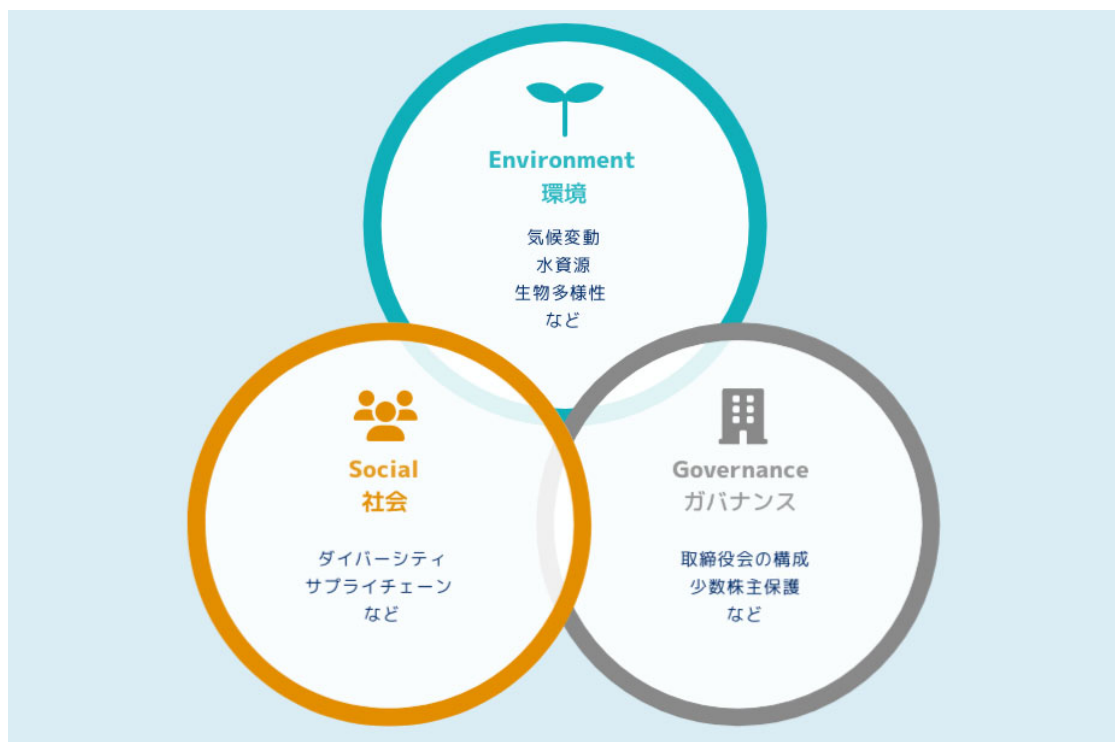 Environment
環境
気候変動
水資源
生物多様性
など
Social
社会
ダイバーシティ
サプライチェーン
など
Governance
ガバナンス
取締役会の構成
少数株主保護
など